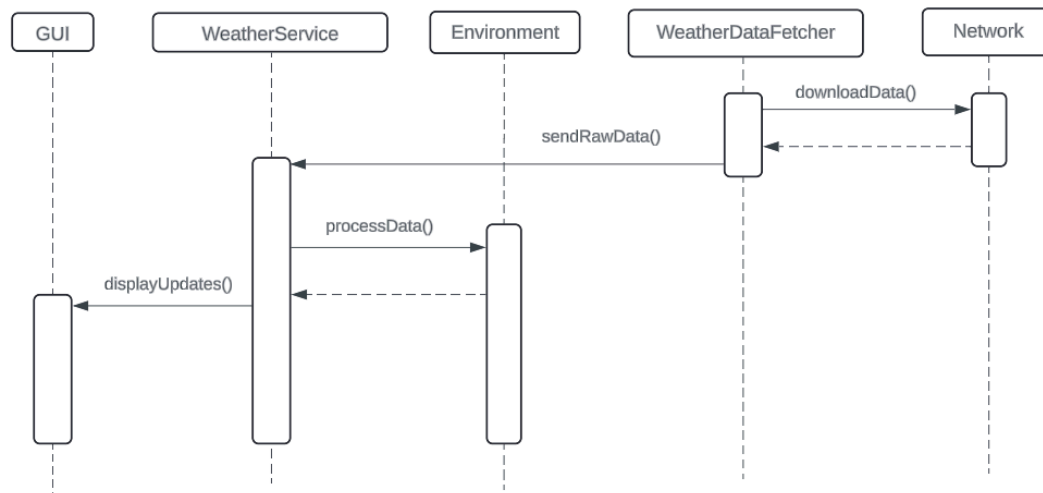 GUI
WeatherService
Environment
WeatherDataFetcher
Network
downloadData()
sendRawData()
processData()
displayUpdates()